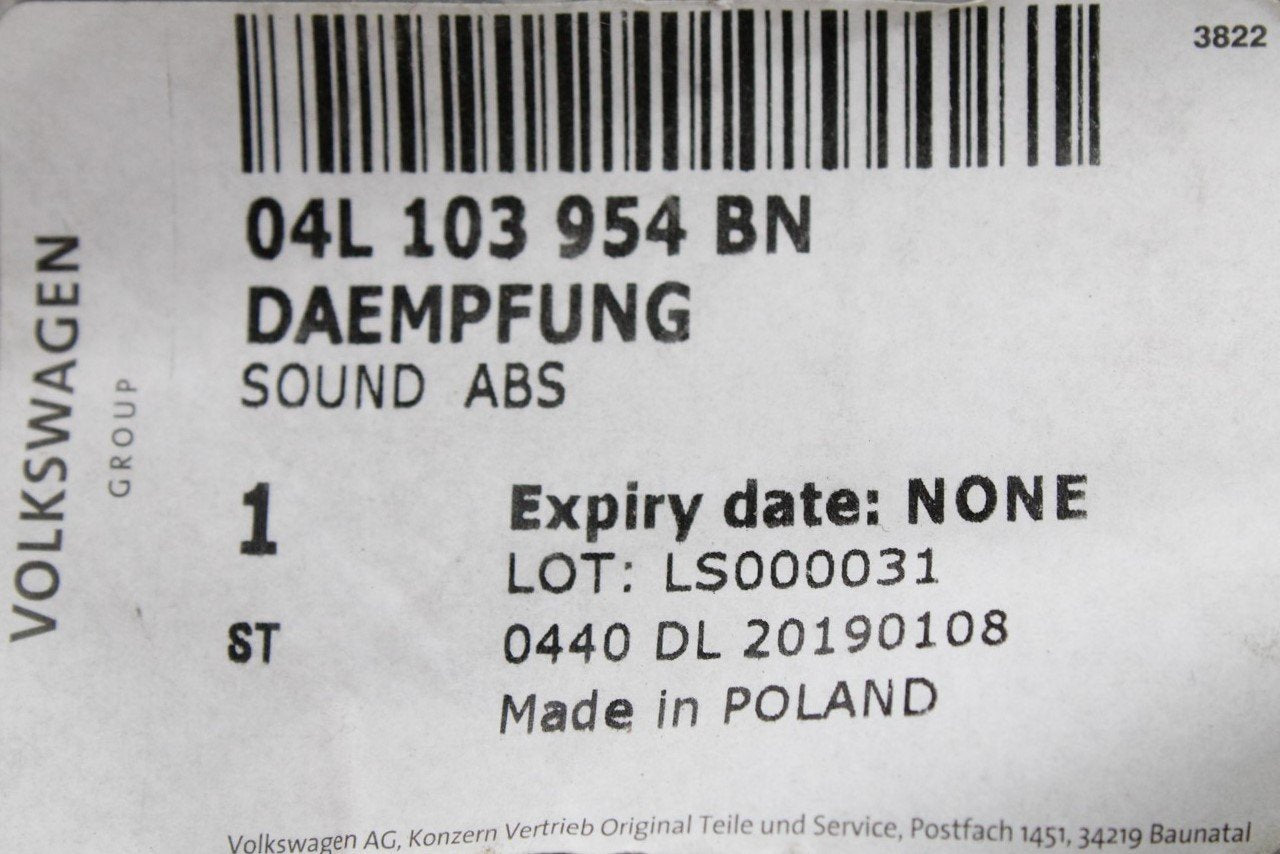 3822
04L 103 954 BN
DAEMPFUNG
SOUND ABS
VOLKSWAGEN
GROUP
1
Expiry date: NONE
LOT: LS000031
ST
0440 DL 20190108
Made in POLAND
Volkswagen AG, Konzern Vertrieb Original Teile und Service, Postfach 1451, 34219 Baunatal